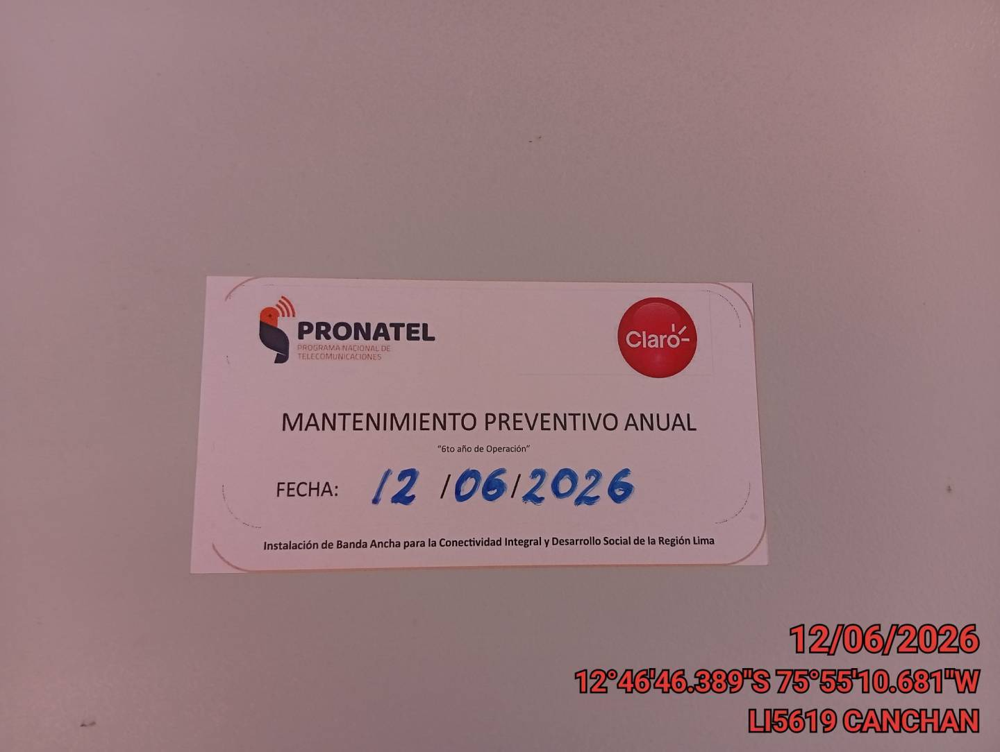 PRONATEL
PROGRAMA NACIONAL DE
TELECOMUNICACIONES
Claro
MANTENIMIENTO PREVENTIVO ANUAL
“6to año de Operación”
FECHA: 12 /06/2026
Instalación de Banda Ancha para la Conectividad Integral y Desarrollo Social de la Región Lima
12/06/2026
12°46'46.389"S 75°55'10.681"W
LI5619 CANCHAN